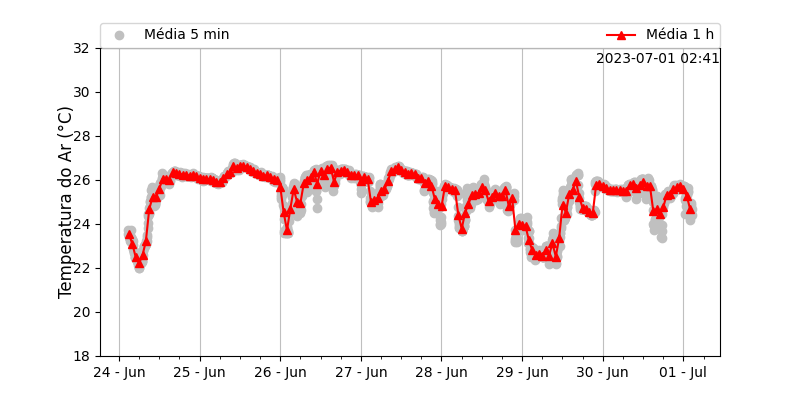 Média 5 min
Média 1 h
2023-07-01 02:41
Temperatura do Ar (°C)
32
30
28
26
24
22
20
18
24 - Jun
25 - Jun
26 - Jun
27 - Jun
28 - Jun
29 - Jun
30 - Jun
01 - Jul